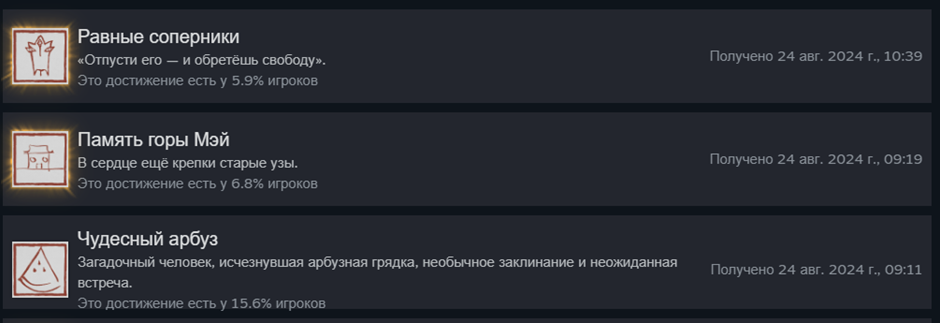 Равные соперники
«Отпусти его — и обретёшь свободу».
Это достижение есть у 5.9% игроков
Получено 24 авг. 2024 г., 10:39
Память горы Мэй
В сердце ещё крепки старые узы.
Это достижение есть у 6.8% игроков
Получено 24 авг. 2024 г., 09:19
Чудесный арбуз
Загадочный человек, исчезнувшая арбузная грядка, необычное заклинание и неожиданная
встреча.
Это достижение есть у 15.6% игроков
Получено 24 авг. 2024 г., 09:11